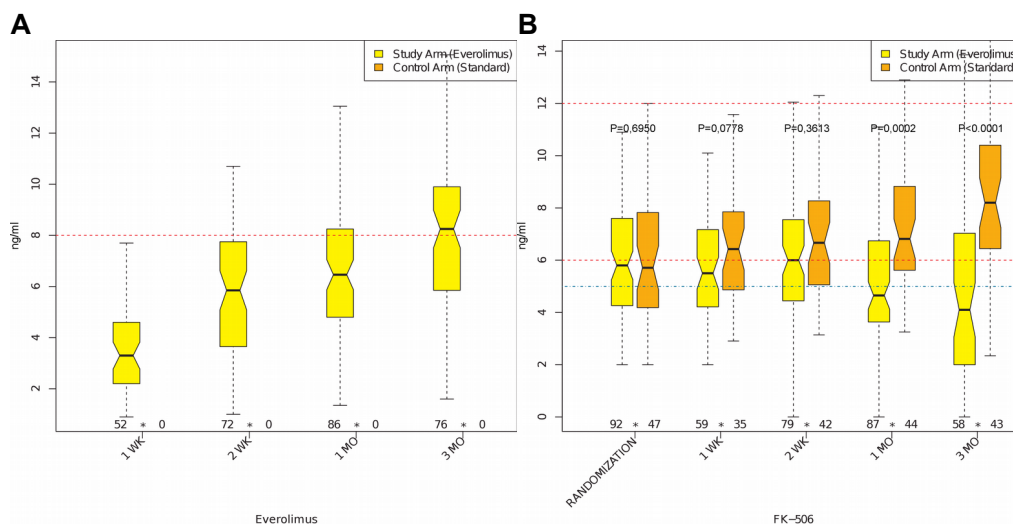 A
Study Arm (Everolimus)
Control Arm (Standard)
14
12
10
8
6
4
2
ng/ml
52 * 0
72 * 0
86 * 0
76 * 0
1 WK
2 WK
1 MO
3 MO
Everolimus
B
Study Arm (Everolimus
Control Arm (Standard)
14
12
10
8
6
4
2
0
ng/ml
P=0,6950
P=0,0778
P=0,3613
P=0,0002
P<0.0001
92 * 47
59 * 35
79 * 42
87 * 44
58 * 43
RANDOMIZATION
1 WK
2 WK
1 MO
3 MO
FK-506